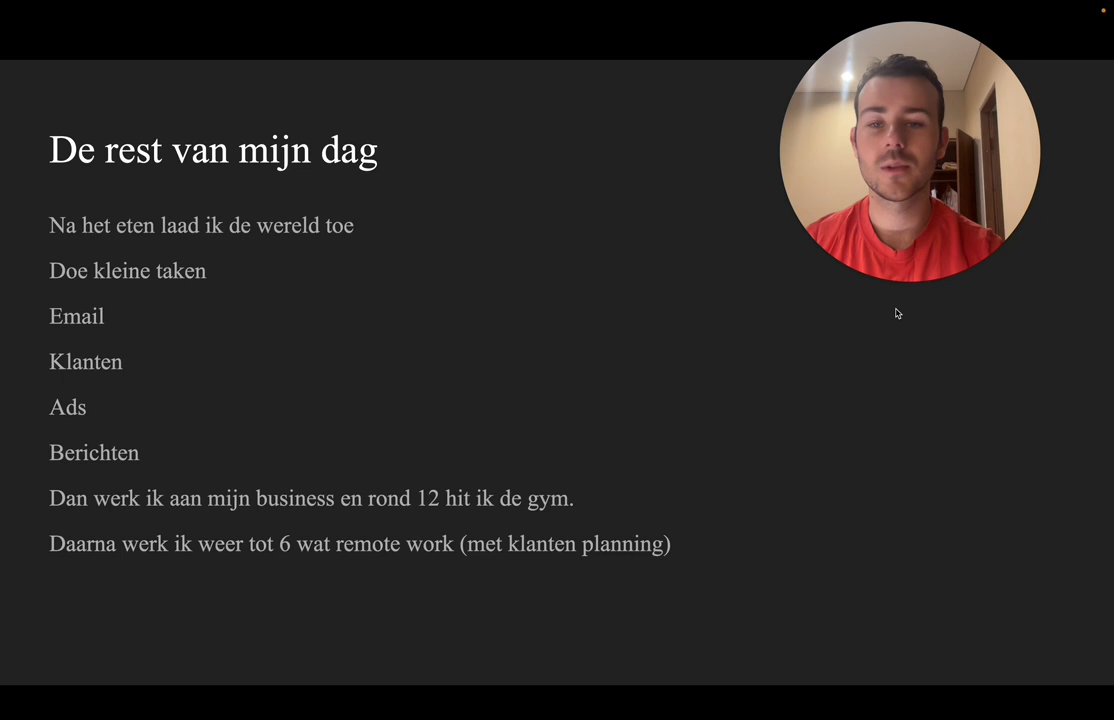 De rest van mijn dag
Na het eten laad ik de wereld toe
Doe kleine taken
Email
Klanten
Ads
Berichten
Dan werk ik aan mijn business en rond 12 hit ik de gym.
Daarna werk ik weer tot 6 wat remote work (met klanten planning)